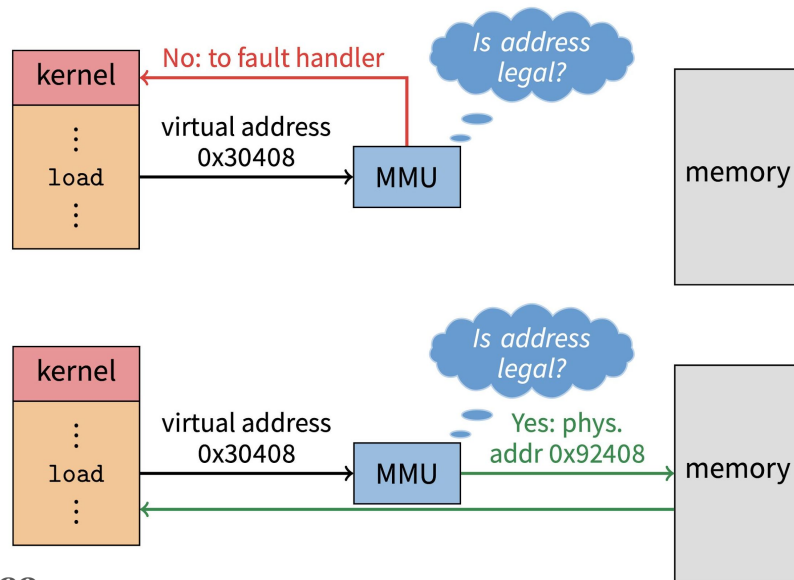 Is address
legal?
No: to fault handler
kernel
virtual address
0x30408
⋮
load
⋮
MMU
memory
Is address
legal?
kernel
virtual address
0x30408
Yes: phys.
addr 0x92408
⋮
load
⋮
MMU
memory